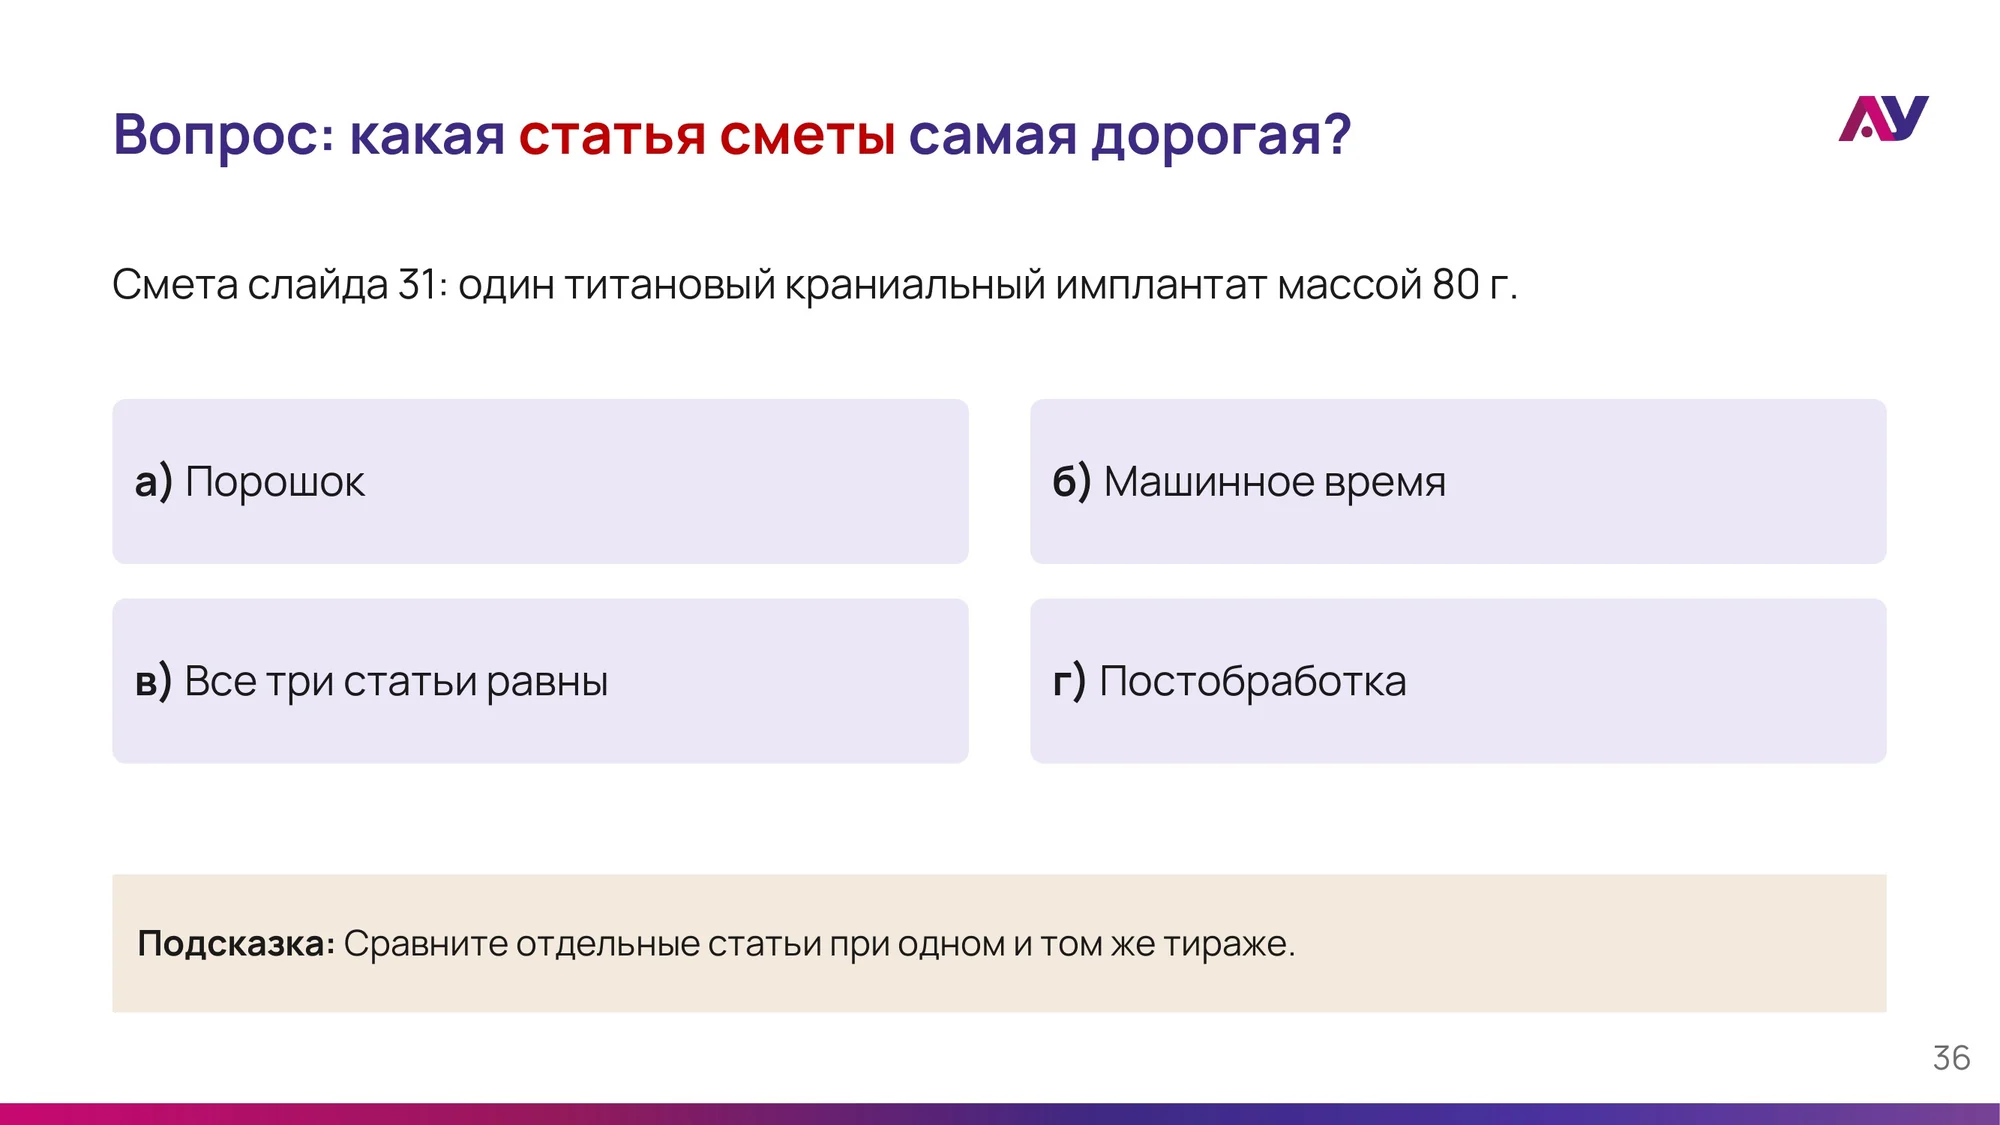 Вопрос: какая статья сметы самая дорогая?
АУ
Смета слайда 31: один титановый краниальный имплантат массой 80 г.
а) Порошок
б) Машинное время
в) Все три статьи равны
г) Постобработка
Подсказка: Сравните отдельные статьи при одном и том же тираже.
36